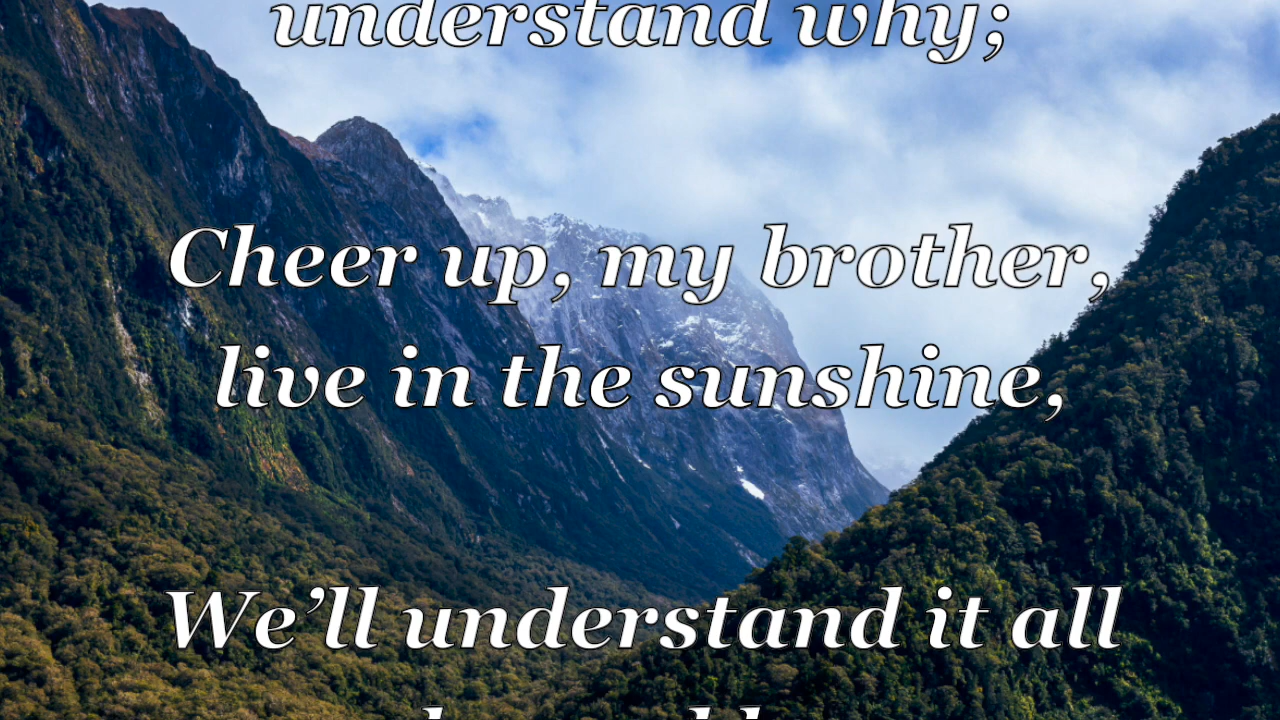 understand why;
Cheer up, my brother,
live in the sunshine,
We’ll understand it all